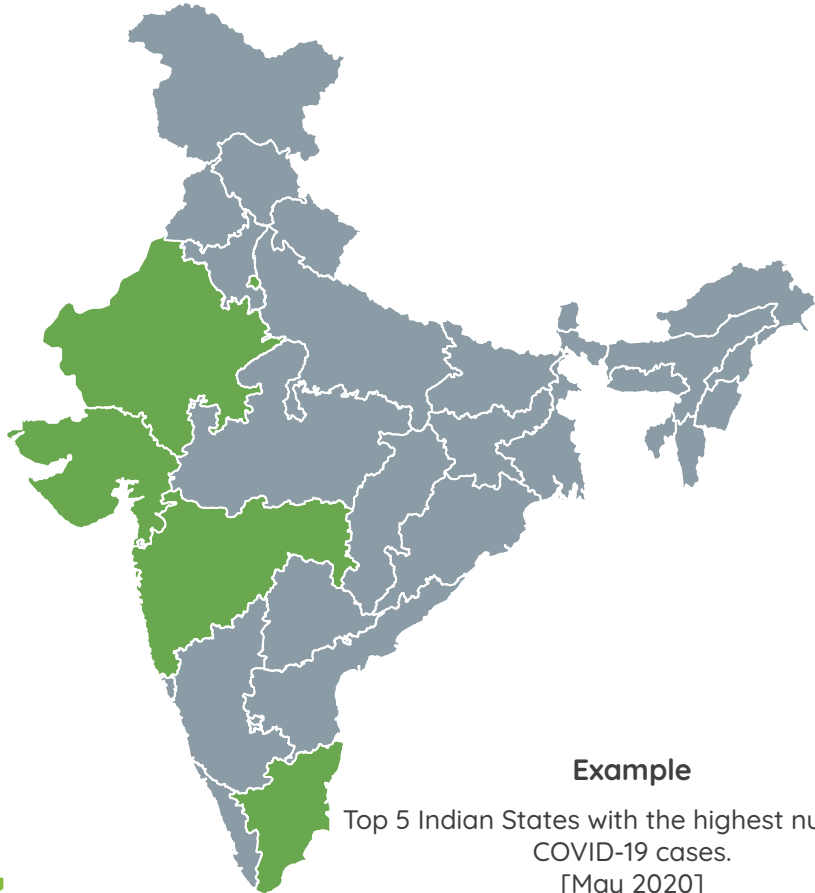 Example
Top 5 Indian States with the highest
COVID-19 cases.
[May 2020]